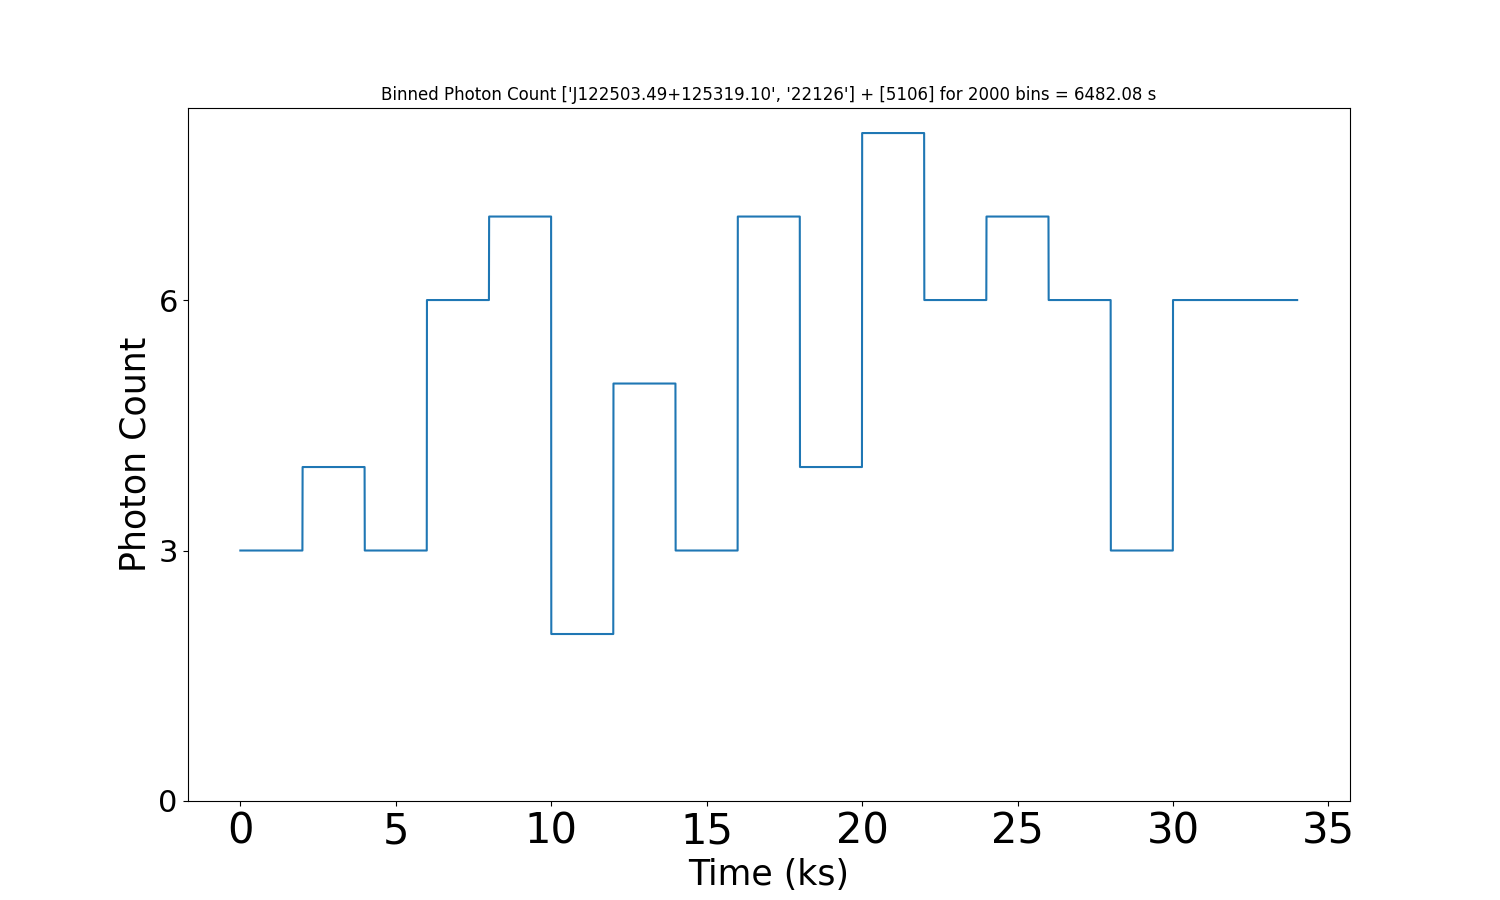 Binned Photon Count ['J122503.49+125319.10', '22126'] + [5106] for 2000 bins = 6482.08 s
6
3
0
Photon Count
0 5 10 15 20 25 30 35
Time (ks)